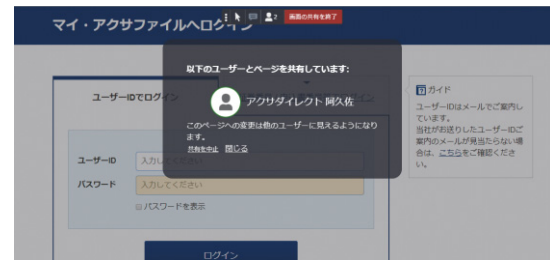 マイ・アクサファイルへログイン
2
画面の共有を終了
以下のユーザーとページを共有しています:
アクサダイレクト 阿久佐
このページへの変更は他のユーザーに見えるようになり
ます。
共有を中止 閉じる
ユーザーIDでログイン
ユーザーID
入力してください
パスワード
入力してください
パスワードを表示
ログイン
ガイド
ユーザーIDはメールでご案内し
ています。
当社がお送りしたユーザーIDご
案内のメールが見当たらない場
合は、こちらをご確認くださ
い。